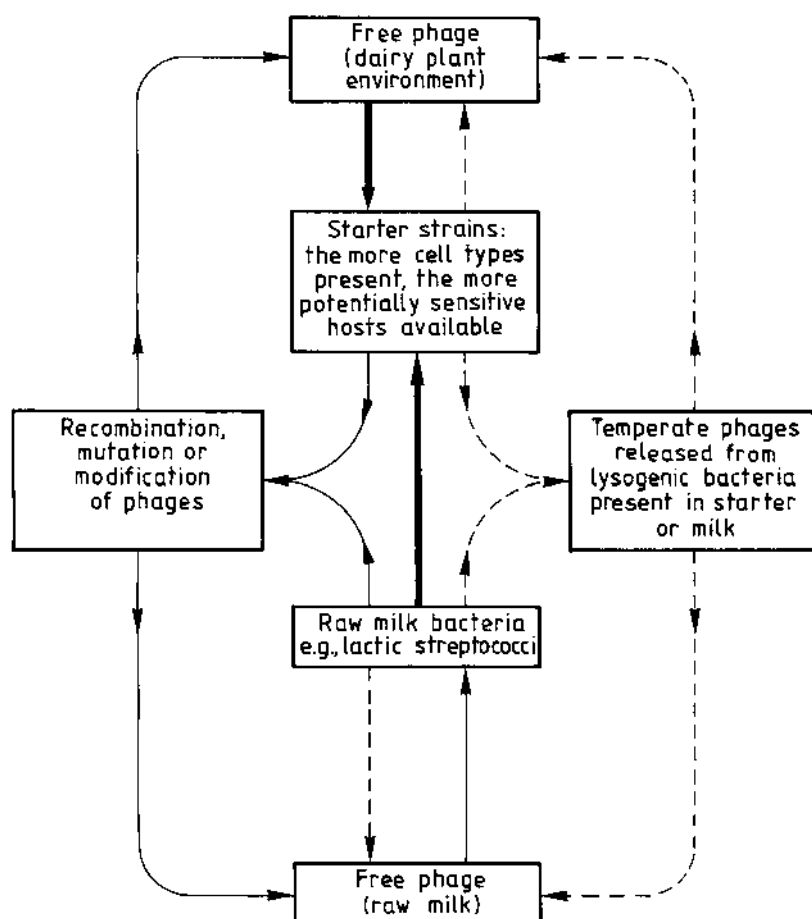 Free phage
(dairy plant
environment)
Starter strains:
the more cell types
present, the more
potentially sensitive
hosts available
Recombination,
mutation or
modification
of phages
Temperate phages
released from
lysogenic bacteria
present in starter
or milk
Raw milk bacteria
e.g., lactic streptococci
Free phage
(raw milk)